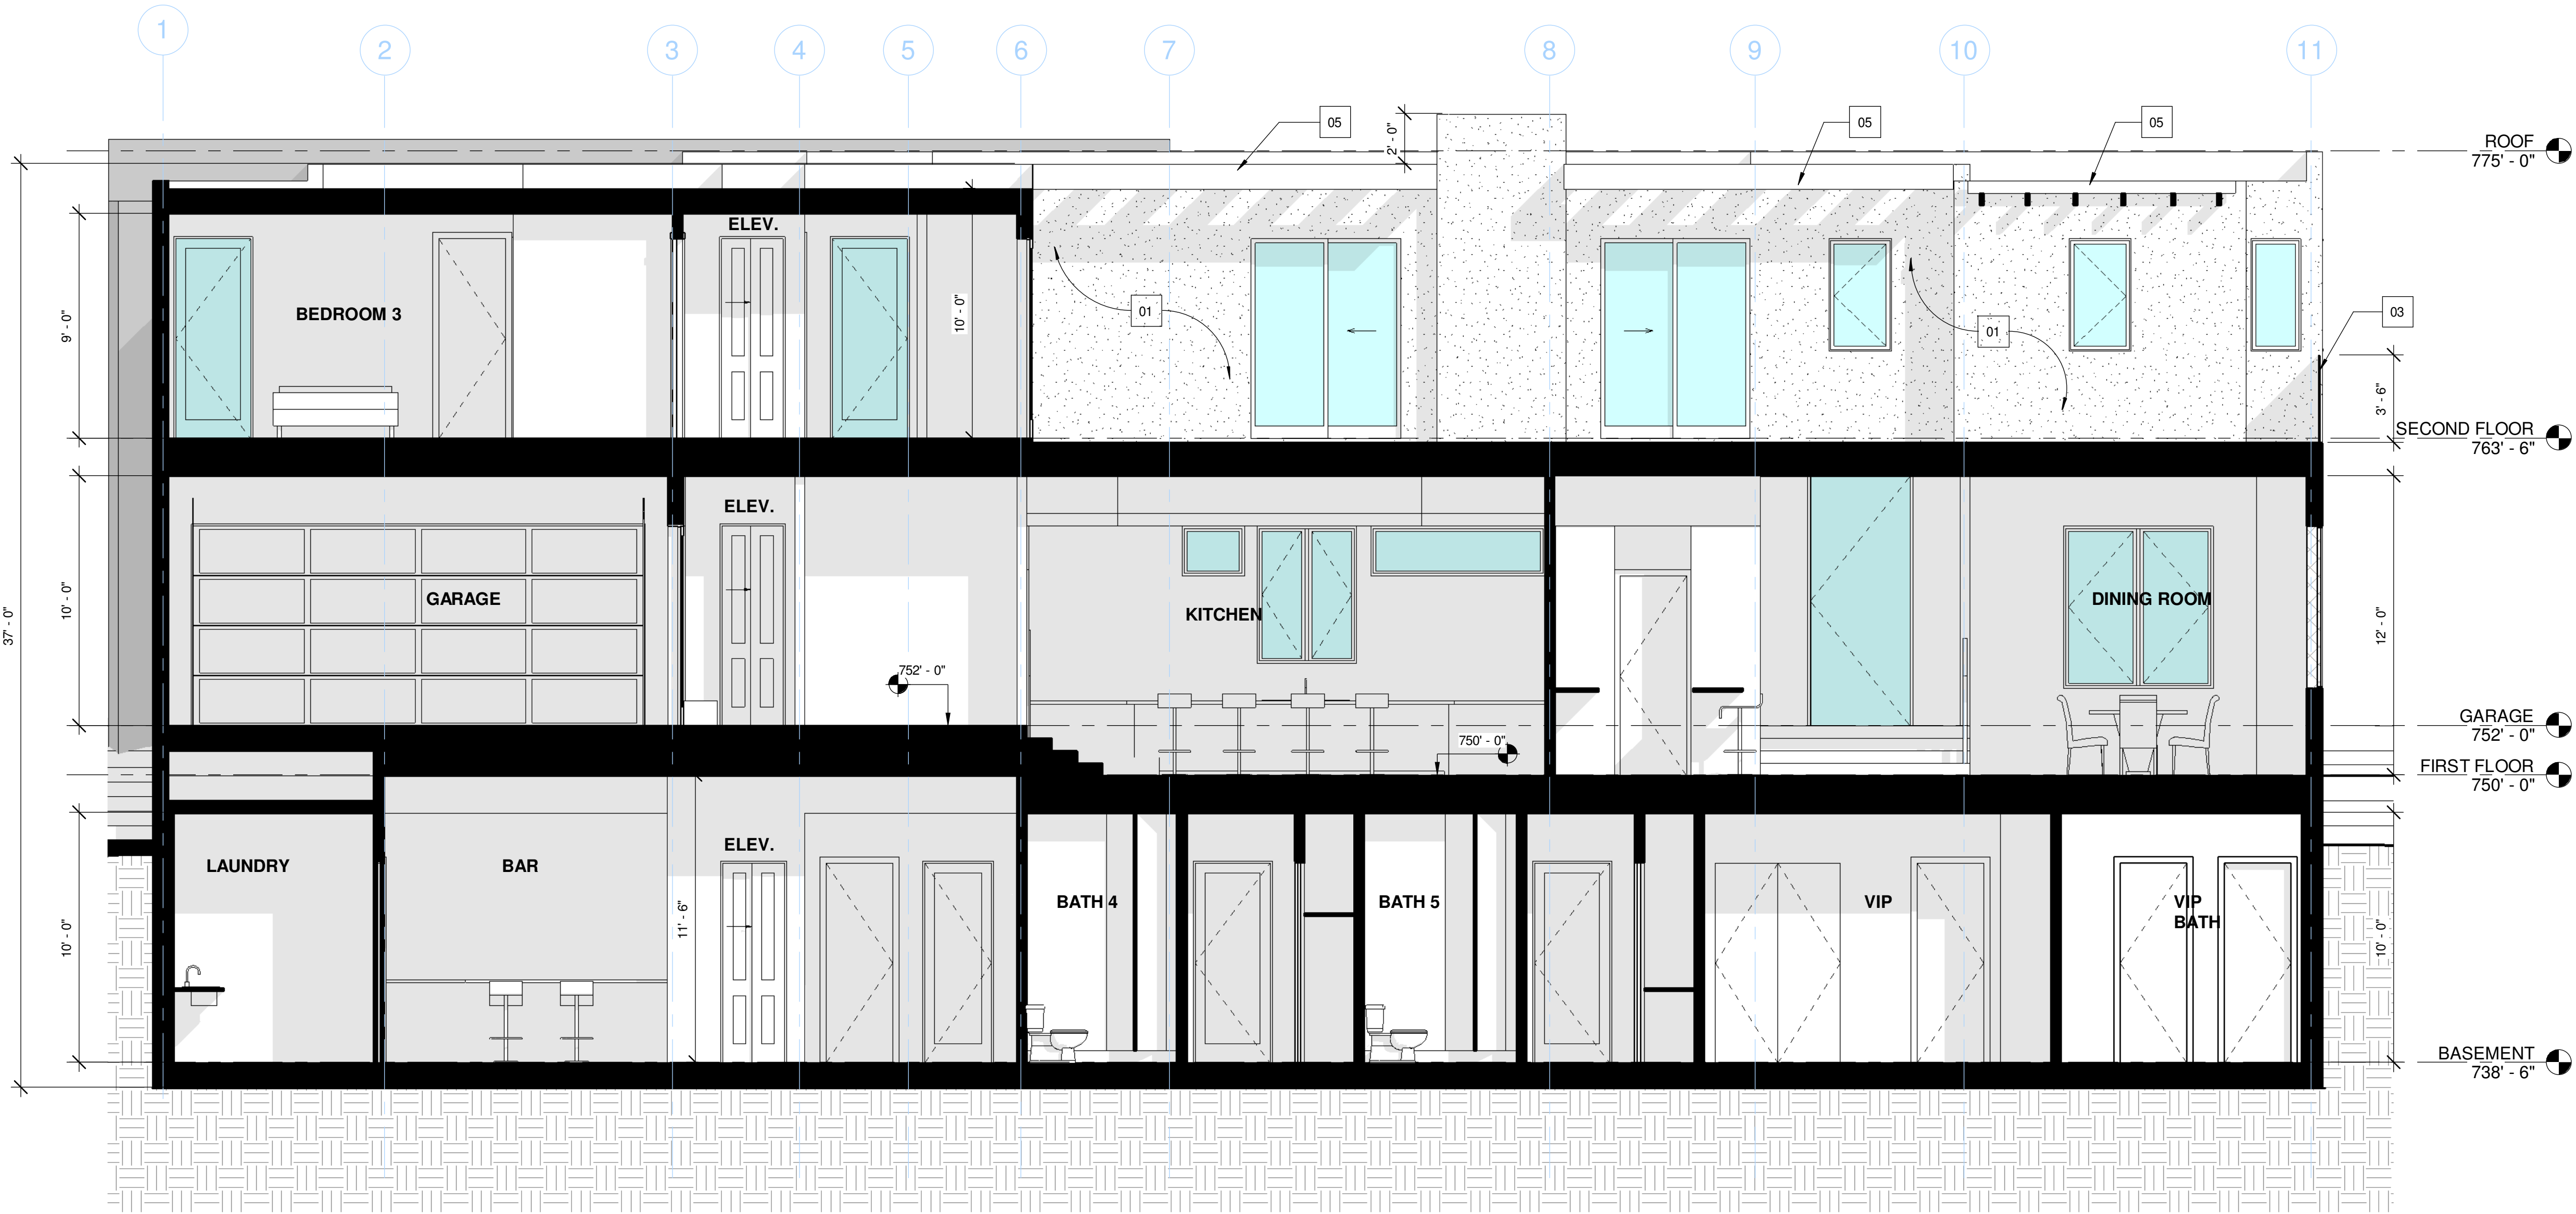 1
2
3
4
5
6
7
8
9
10
11
05
05
05
2' - 0"
ROOF
775' - 0"
ELEV.
BEDROOM 3
9' - 0"
10' - 0"
01
01
03
3' - 6"
SECOND FLOOR
763' - 6"
ELEV.
GARAGE
KITCHEN
DINING ROOM
10' - 0"
37' - 0"
12' - 0"
752' - 0"
750' - 0"
GARAGE
752' - 0"
FIRST FLOOR
750' - 0"
ELEV.
LAUNDRY
BAR
BATH 4
BATH 5
VIP
VIP
BATH
10' - 0"
11' - 6"
10' - 0"
BASEMENT
738' - 6"